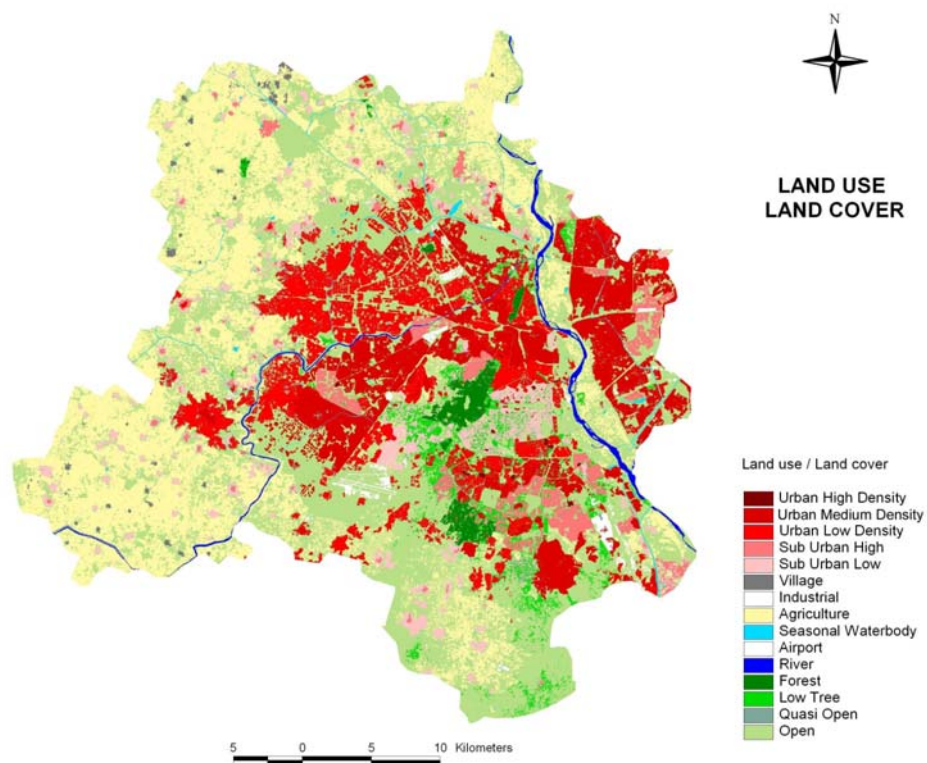 N
LAND USE
LAND COVER
Land use / Land cover
Urban High Density
Urban Medium Density
Urban Low Density
Sub Urban High
Sub Urban Low
Village
Industrial
Agriculture
Seasonal Waterbody
Airport
River
Forest
Low Tree
Quasi Open
Open
5 0 5 10 Kilometers